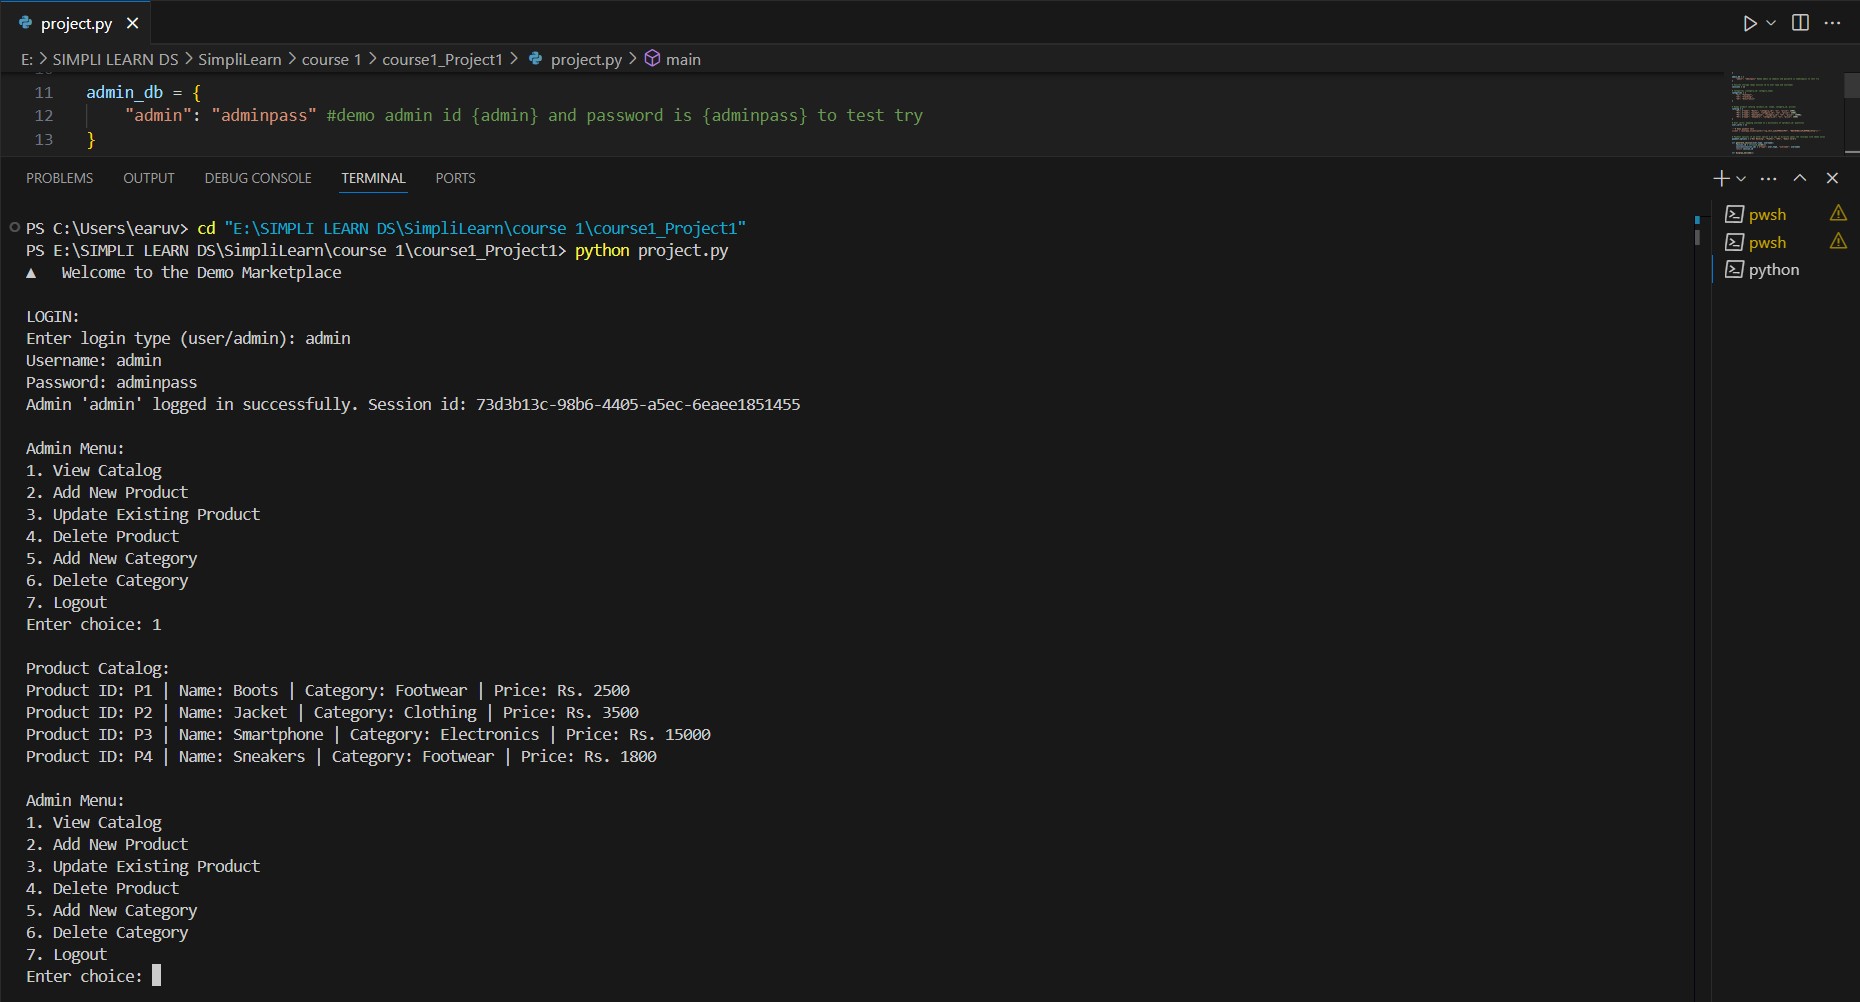 project.py
E: > SIMPLI LEARN DS > SimpliLearn > course 1 > course1_Project1 > project.py > main
11 admin_db = {
12 "admin": "adminpass" #demo admin id {admin} and password is {adminpass} to test try
13 }
PROBLEMS OUTPUT DEBUG CONSOLE TERMINAL PORTS
PS C:\Users\earuv> cd "E:\SIMPLI LEARN DS\SimpliLearn\course 1\course1_Project1"
PS E:\SIMPLI LEARN DS\SimpliLearn\course 1\course1_Project1> python project.py
▲ Welcome to the Demo Marketplace
LOGIN:
Enter login type (user/admin): admin
Username: admin
Password: adminpass
Admin 'admin' logged in successfully. Session id: 73d3b13c-98b6-4405-a5ec-6eaee1851455
Admin Menu:
1. View Catalog
2. Add New Product
3. Update Existing Product
4. Delete Product
5. Add New Category
6. Delete Category
7. Logout
Enter choice: 1
Product Catalog:
Product ID: P1 | Name: Boots | Category: Footwear | Price: Rs. 2500
Product ID: P2 | Name: Jacket | Category: Clothing | Price: Rs. 3500
Product ID: P3 | Name: Smartphone | Category: Electronics | Price: Rs. 15000
Product ID: P4 | Name: Sneakers | Category: Footwear | Price: Rs. 1800
Admin Menu:
1. View Catalog
2. Add New Product
3. Update Existing Product
4. Delete Product
5. Add New Category
6. Delete Category
7. Logout
Enter choice:
pwsh
pwsh
python